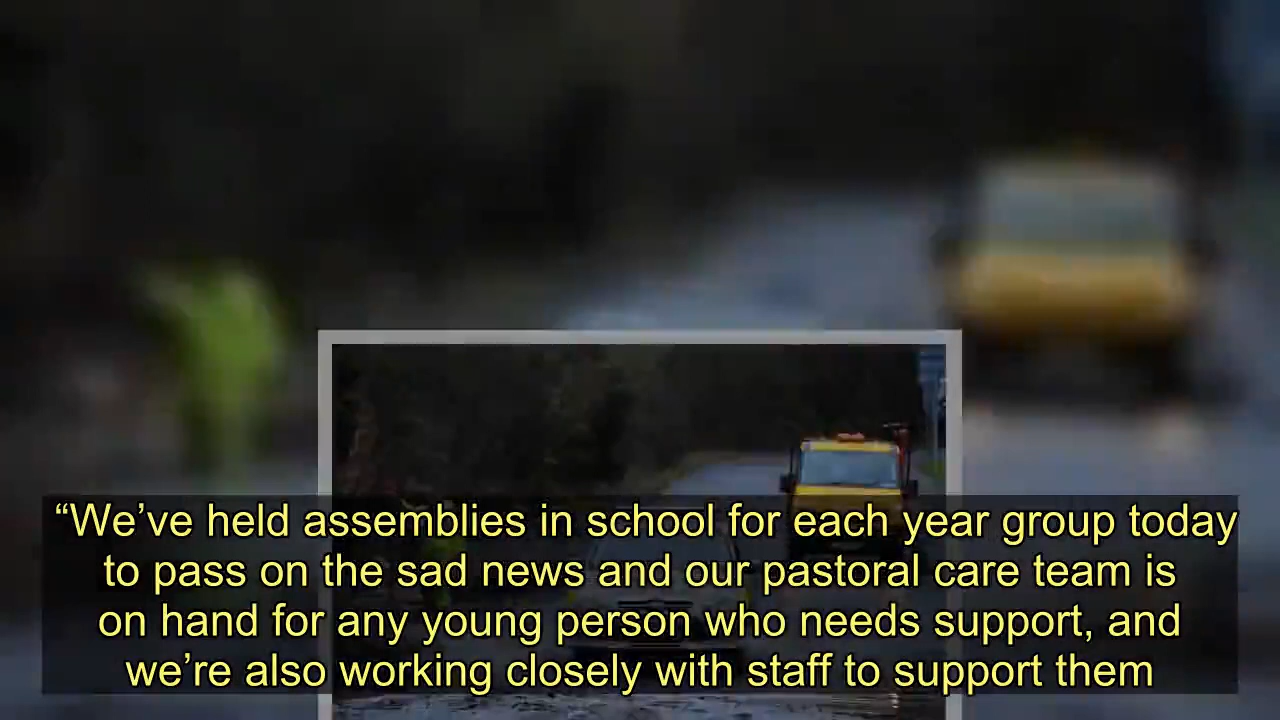 “We’ve held assemblies in school for each year group today
to pass on the sad news and our pastoral care team is
on hand for any young person who needs support, and
we’re also working closely with staff to support them